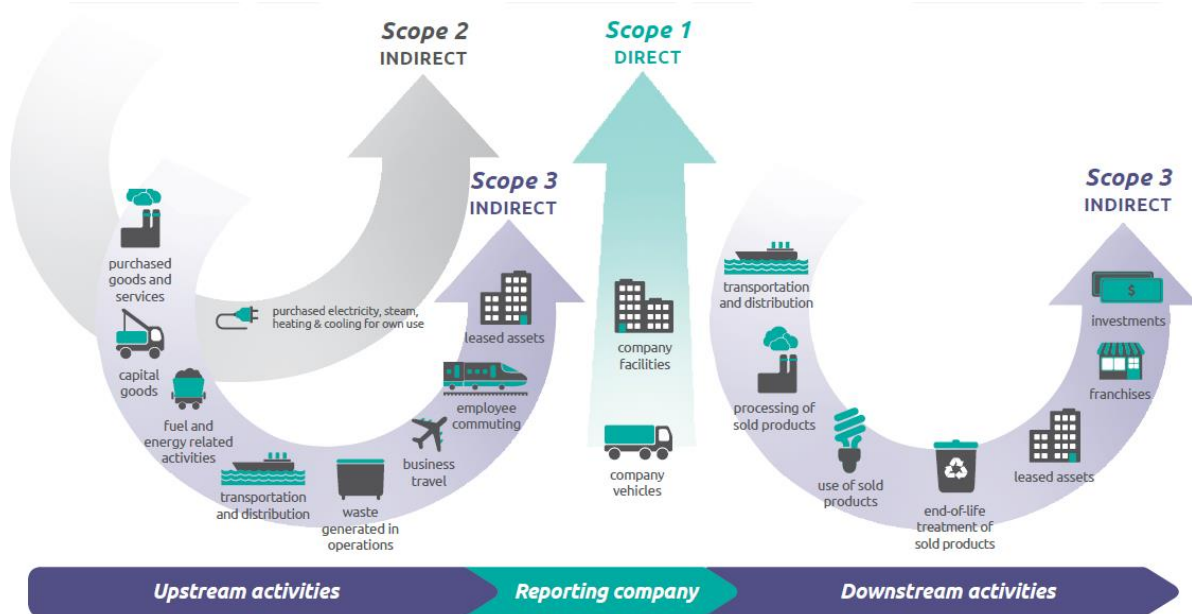 Scope 2
INDIRECT
Scope 1
DIRECT
Scope 3
INDIRECT
Scope 3
INDIRECT
purchased
goods and
services
purchased electricity, steam,
heating & cooling for own use
capital
goods
fuel and
energy related
activities
transportation
and distribution
waste
generated in
operations
business
travel
employee
commuting
leased assets
company
facilities
company
vehicles
transportation
and distribution
processing of
sold products
use of sold
products
end-of-life
treatment of
sold products
leased assets
franchises
$
investments
Upstream activities
Reporting company
Downstream activities